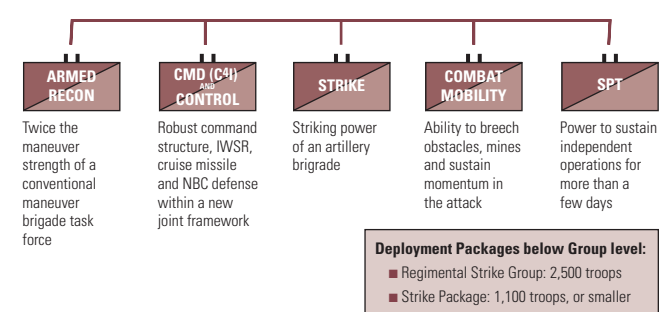 ARMED
RECON
Twice the
maneuver
strength of a
conventional
maneuver
brigade task
force
CMD (C4I)
AND
CONTROL
Robust command
structure, IWSR,
cruise missile
and NBC defense
within a new
joint framework
STRIKE
Striking power
of an artillery
brigrade
COMBAT
MOBILITY
Ability to breech
obstacles, mines
and sustain
momentum in
the attack
SPT
Power to sustain
independent
operations for
more than a
few days
Deployment Packages below Group level:
■ Regimental Strike Group: 2,500 troops
■ Strike Package: 1,100 troops, or smaller